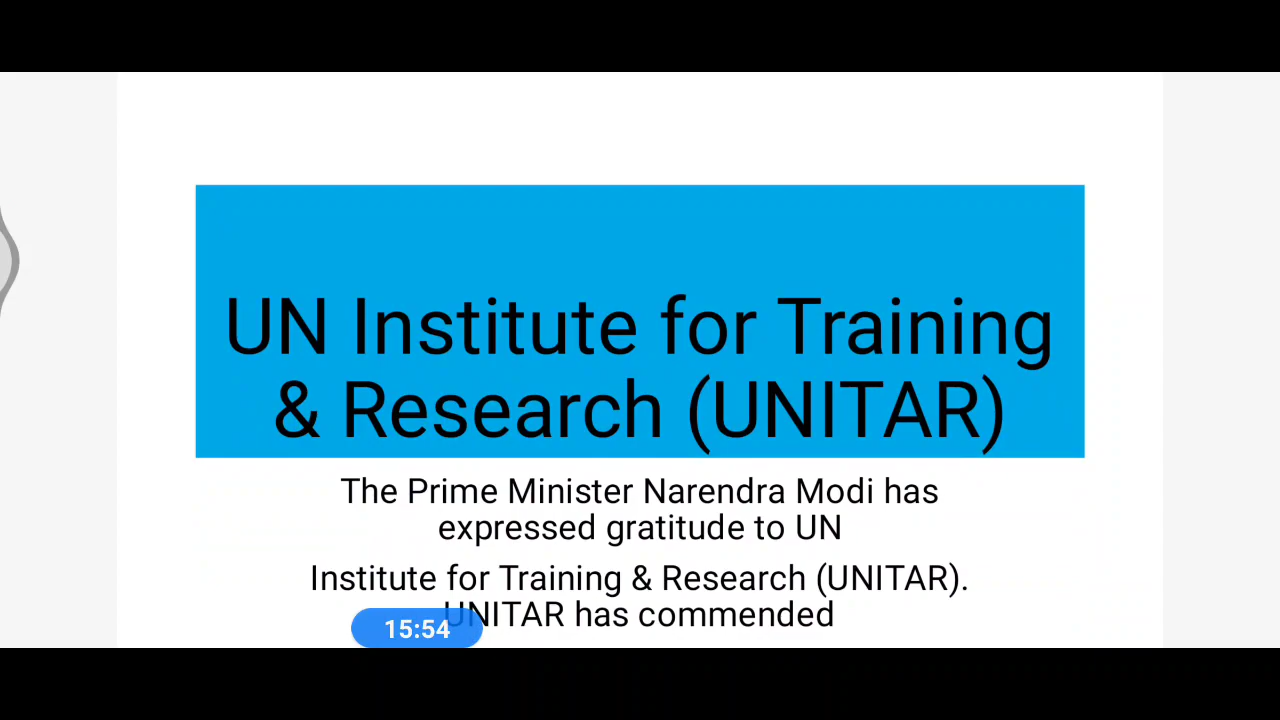 UN Institute for Training
& Research (UNITAR)
The Prime Minister Narendra Modi has
expressed gratitude to UN
Institute for Training & Research (UNITAR).
UNITAR has commended
15:54